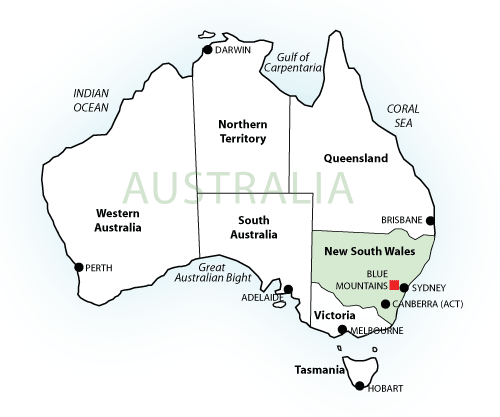 DARWIN
Gulf of
Carpentaria
INDIAN
OCEAN
CORAL
SEA
Northern
Territory
Queensland
AUSTRALIA
Western
Australia
South
Australia
BRISBANE
New South Wales
PERTH
Great
Australian Bight
BLUE
MOUNTAINS
SYDNEY
ADELAIDE
CANBERRA (ACT)
Victoria
MELBOURNE
Tasmania
HOBART